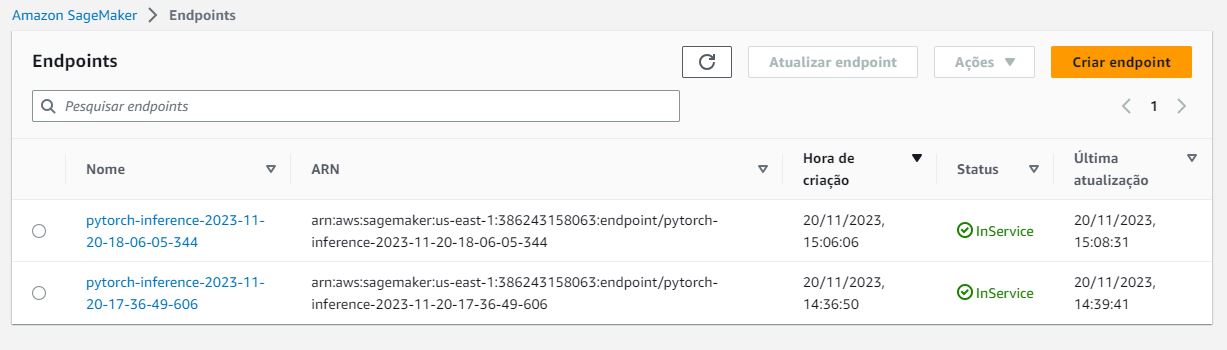 Amazon SageMaker > Endpoints
Endpoints
Atualizar endpoint
Ações
Criar endpoint
Pesquisar endpoints
1
Nome
ARN
Hora de
criação
Status
Última
atualização
pytorch-inference-2023-11-
20-18-06-05-344
arn:aws:sagemaker:us-east-1:386243158063:endpoint/pytorch-
inference-2023-11-20-18-06-05-344
20/11/2023,
15:06:06
InService
20/11/2023,
15:08:31
pytorch-inference-2023-11-
20-17-36-49-606
arn:aws:sagemaker:us-east-1:386243158063:endpoint/pytorch-
inference-2023-11-20-17-36-49-606
20/11/2023,
14:36:50
InService
20/11/2023,
14:39:41